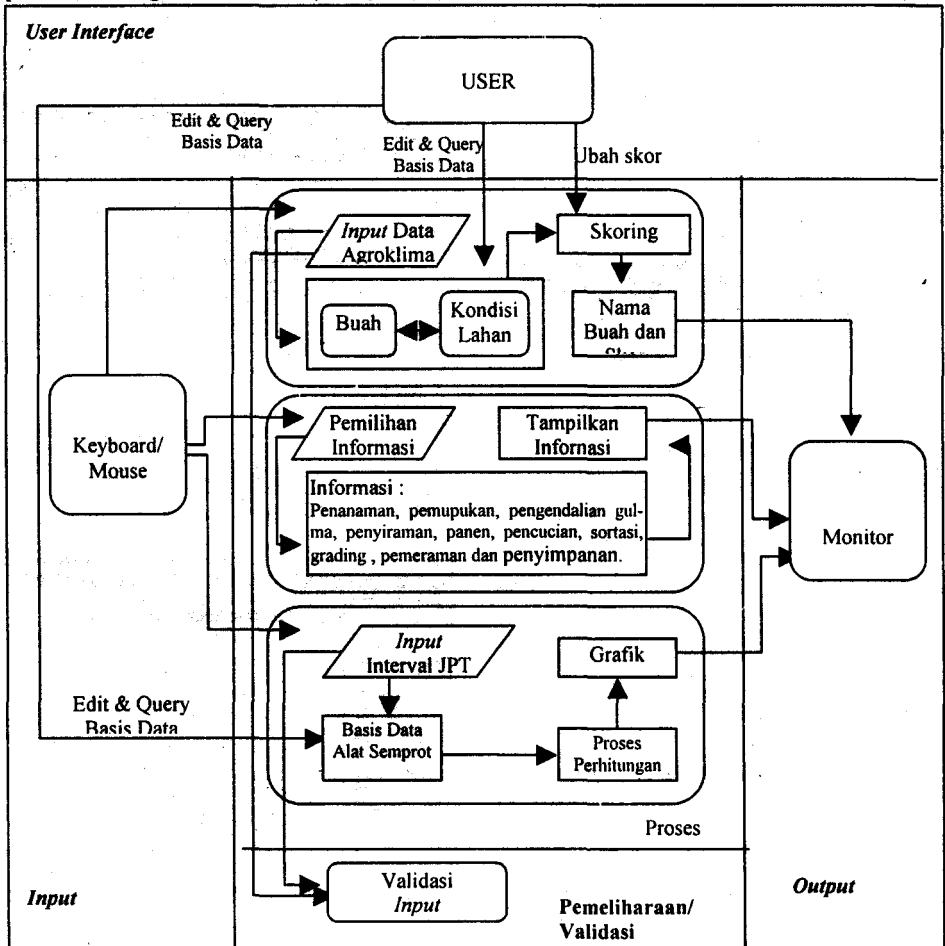 User Interface
USER
Edit & Query
Basis Data
Edit & Query
Basis Data
Ubah skor
Input Data
Agroklima
Skoring
Buah
Kondisi
Lahan
Nama
Buah dan
Keyboard/
Mouse
Pemilihan
Informasi
Tampilkan
Infornasi
Informasi :
Penanaman, pemupukan, pengendalian gul-
ma, penyiraman, panen, pencucian, sortasi,
grading , pemeraman dan penyimpanan.
Monitor
Input
Interval JPT
Grafik
Edit & Query
Basis Data
Basis Data
Alat Semprot
Proses
Perhitungan
Proses
Validasi
Input
Input
Pemeliharaan/
Validasi
Output